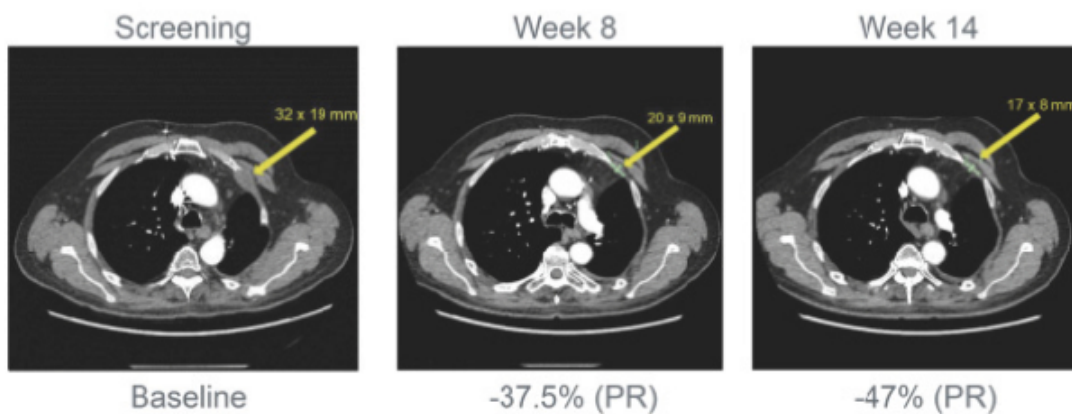 Screening
Week 8
Week 14
32 x 19 mm
20 x 9 mm
17 x 8 mm
Baseline
-37.5% (PR)
-47% (PR)